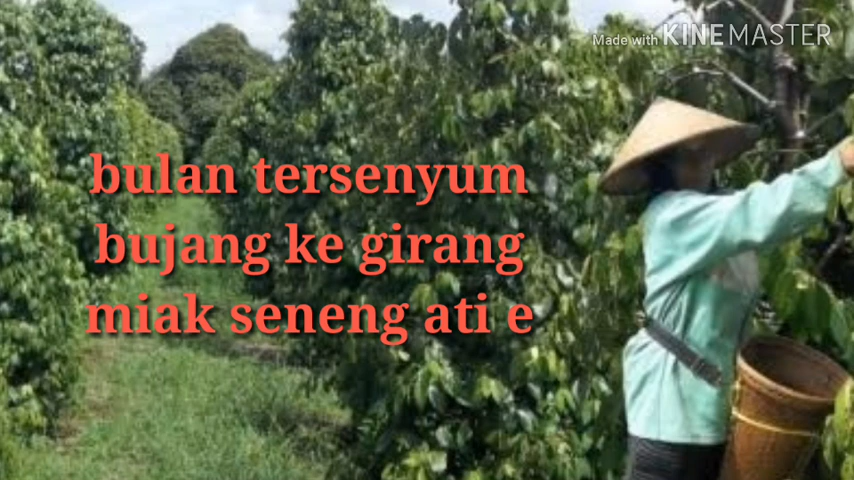 Made with KINEMASTER
bulan tersenyum
bujang ke girang
miak seneng ati e